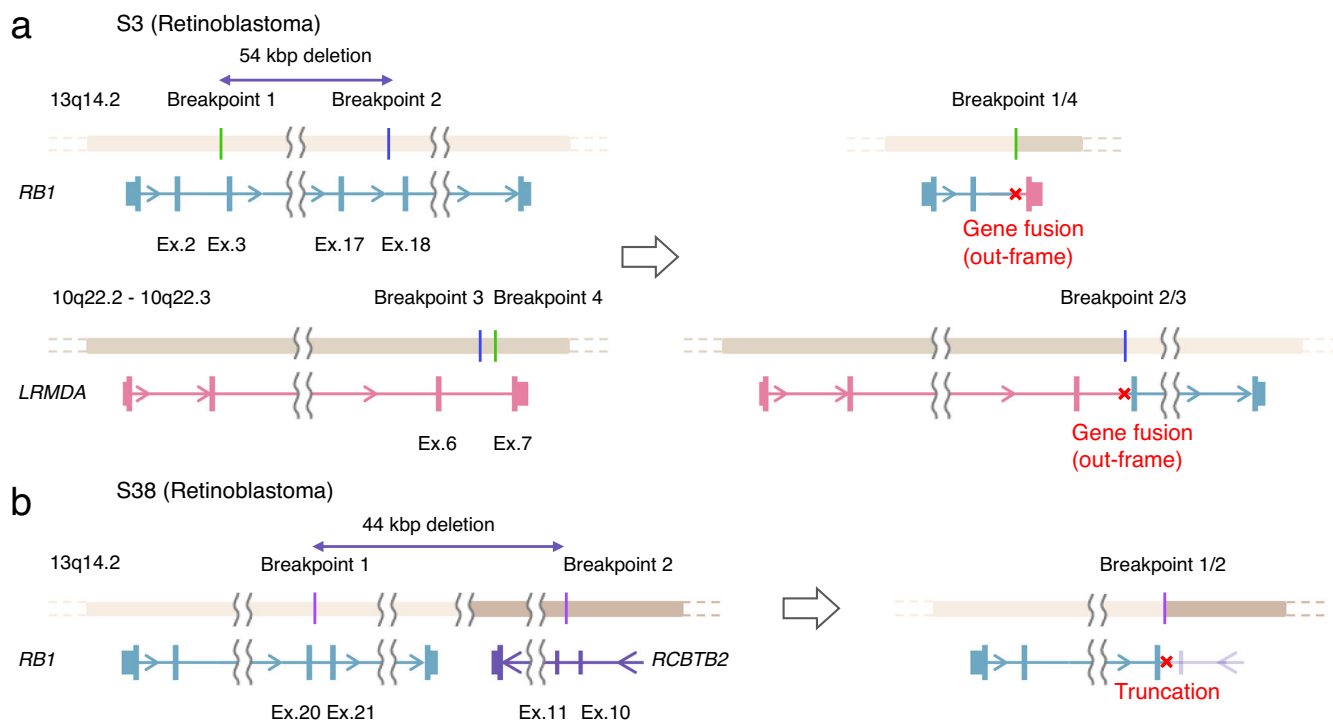 a
S3 (Retinoblastoma)
54 kbp deletion
13q14.2
Breakpoint 1
Breakpoint 2
Breakpoint 1/4
RB1
Ex.2
Ex.3
Ex.17
Ex.18
Gene fusion
(out-frame)
10q22.2 - 10q22.3
Breakpoint 3
Breakpoint 4
Breakpoint 2/3
LRMDA
Ex.6
Ex.7
Gene fusion
(out-frame)
b
S38 (Retinoblastoma)
44 kbp deletion
13q14.2
Breakpoint 1
Breakpoint 2
Breakpoint 1/2
RB1
RCBTB2
Ex.20
Ex.21
Ex.11
Ex.10
Truncation